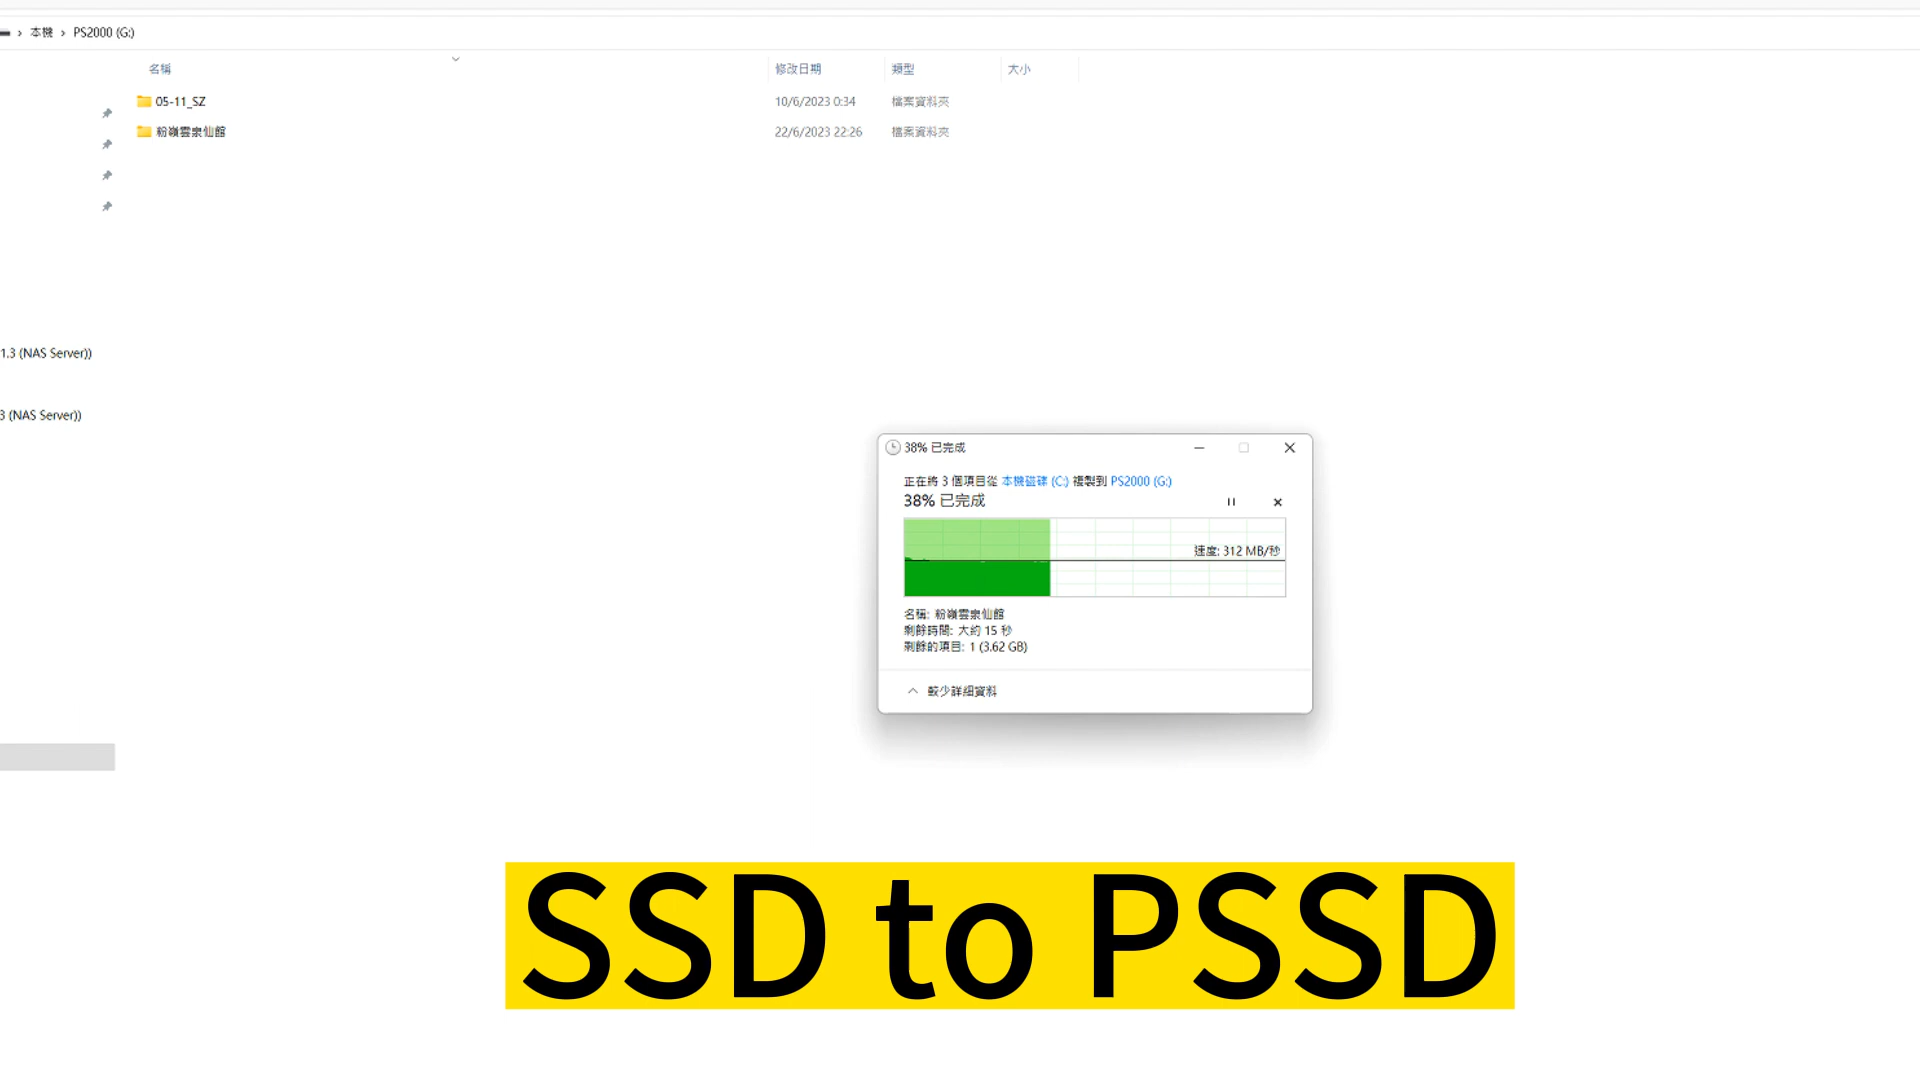 本機 › PS2000 (G:)
名稱 修改日期 類型 大小
05-11_SZ 10/6/2023 0:34 檔案資料夾
粉嶺雲泉仙館 22/6/2023 22:26 檔案資料夾
1.3 (NAS Server))
3 (NAS Server))
38% 已完成
正在將 3 個項目從 本機磁碟 (C:) 複製到 PS2000 (G:)
38% 已完成
速度: 312 MB/秒
名稱: 粉嶺雲泉仙館
剩餘時間: 大約 15 秒
剩餘的項目: 1 (3.62 GB)
較少詳細資料
SSD to PSSD